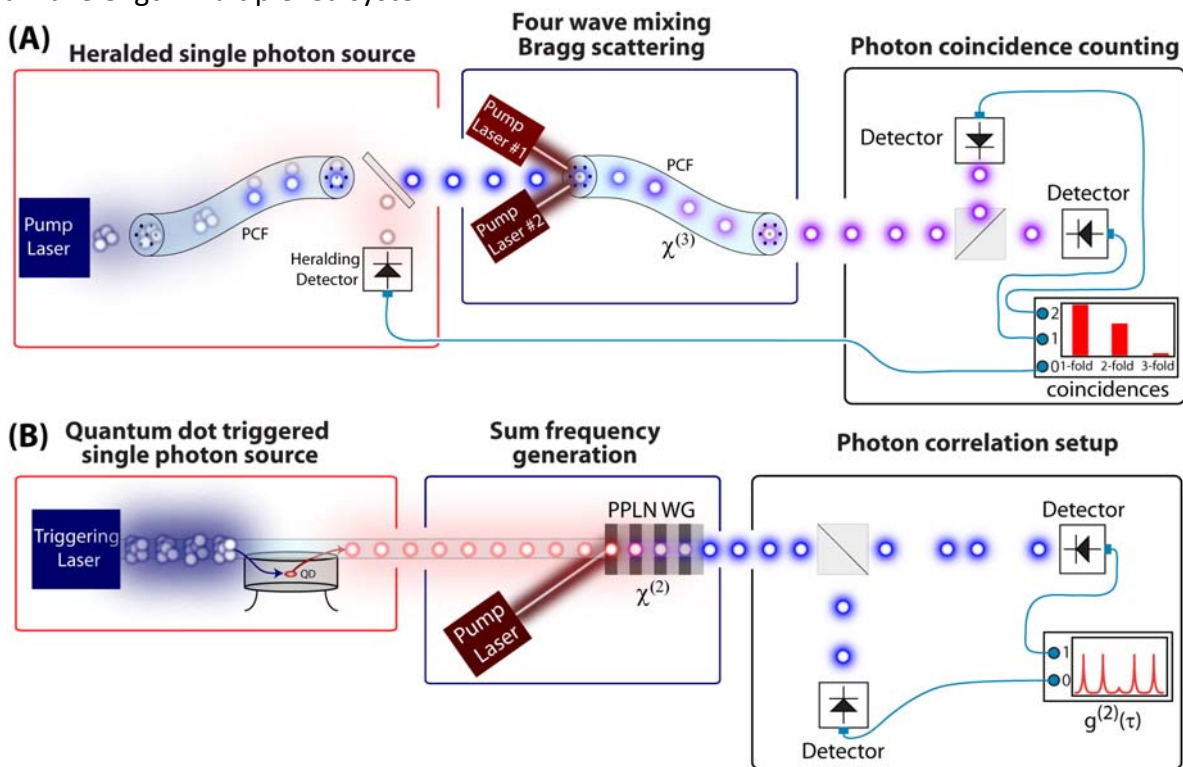 (A)
Heralded single photon source
Four wave mixing
Bragg scattering
Photon coincidence counting
Pump
Laser
PCF
Heralding
Detector
Pump
Laser #1
Pump
Laser #2
PCF
χ(3)
Detector
Detector
2
1
0
1-fold 2-fold 3-fold
coincidences
(B)
Quantum dot triggered
single photon source
Sum frequency
generation
Photon correlation setup
Triggering
Laser
QD
PPLN WG
χ(2)
Pump
Laser
Detector
Detector
1
0
g(2)(τ)